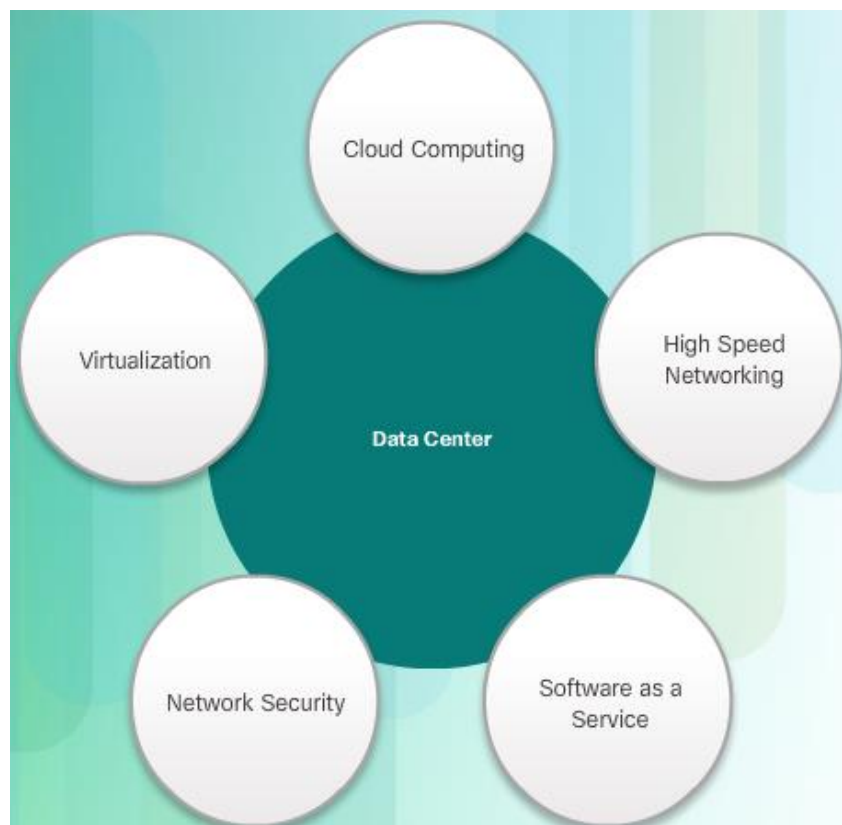 Cloud Computing
High Speed
Networking
Virtualization
Data Center
Software as a
Service
Network Security